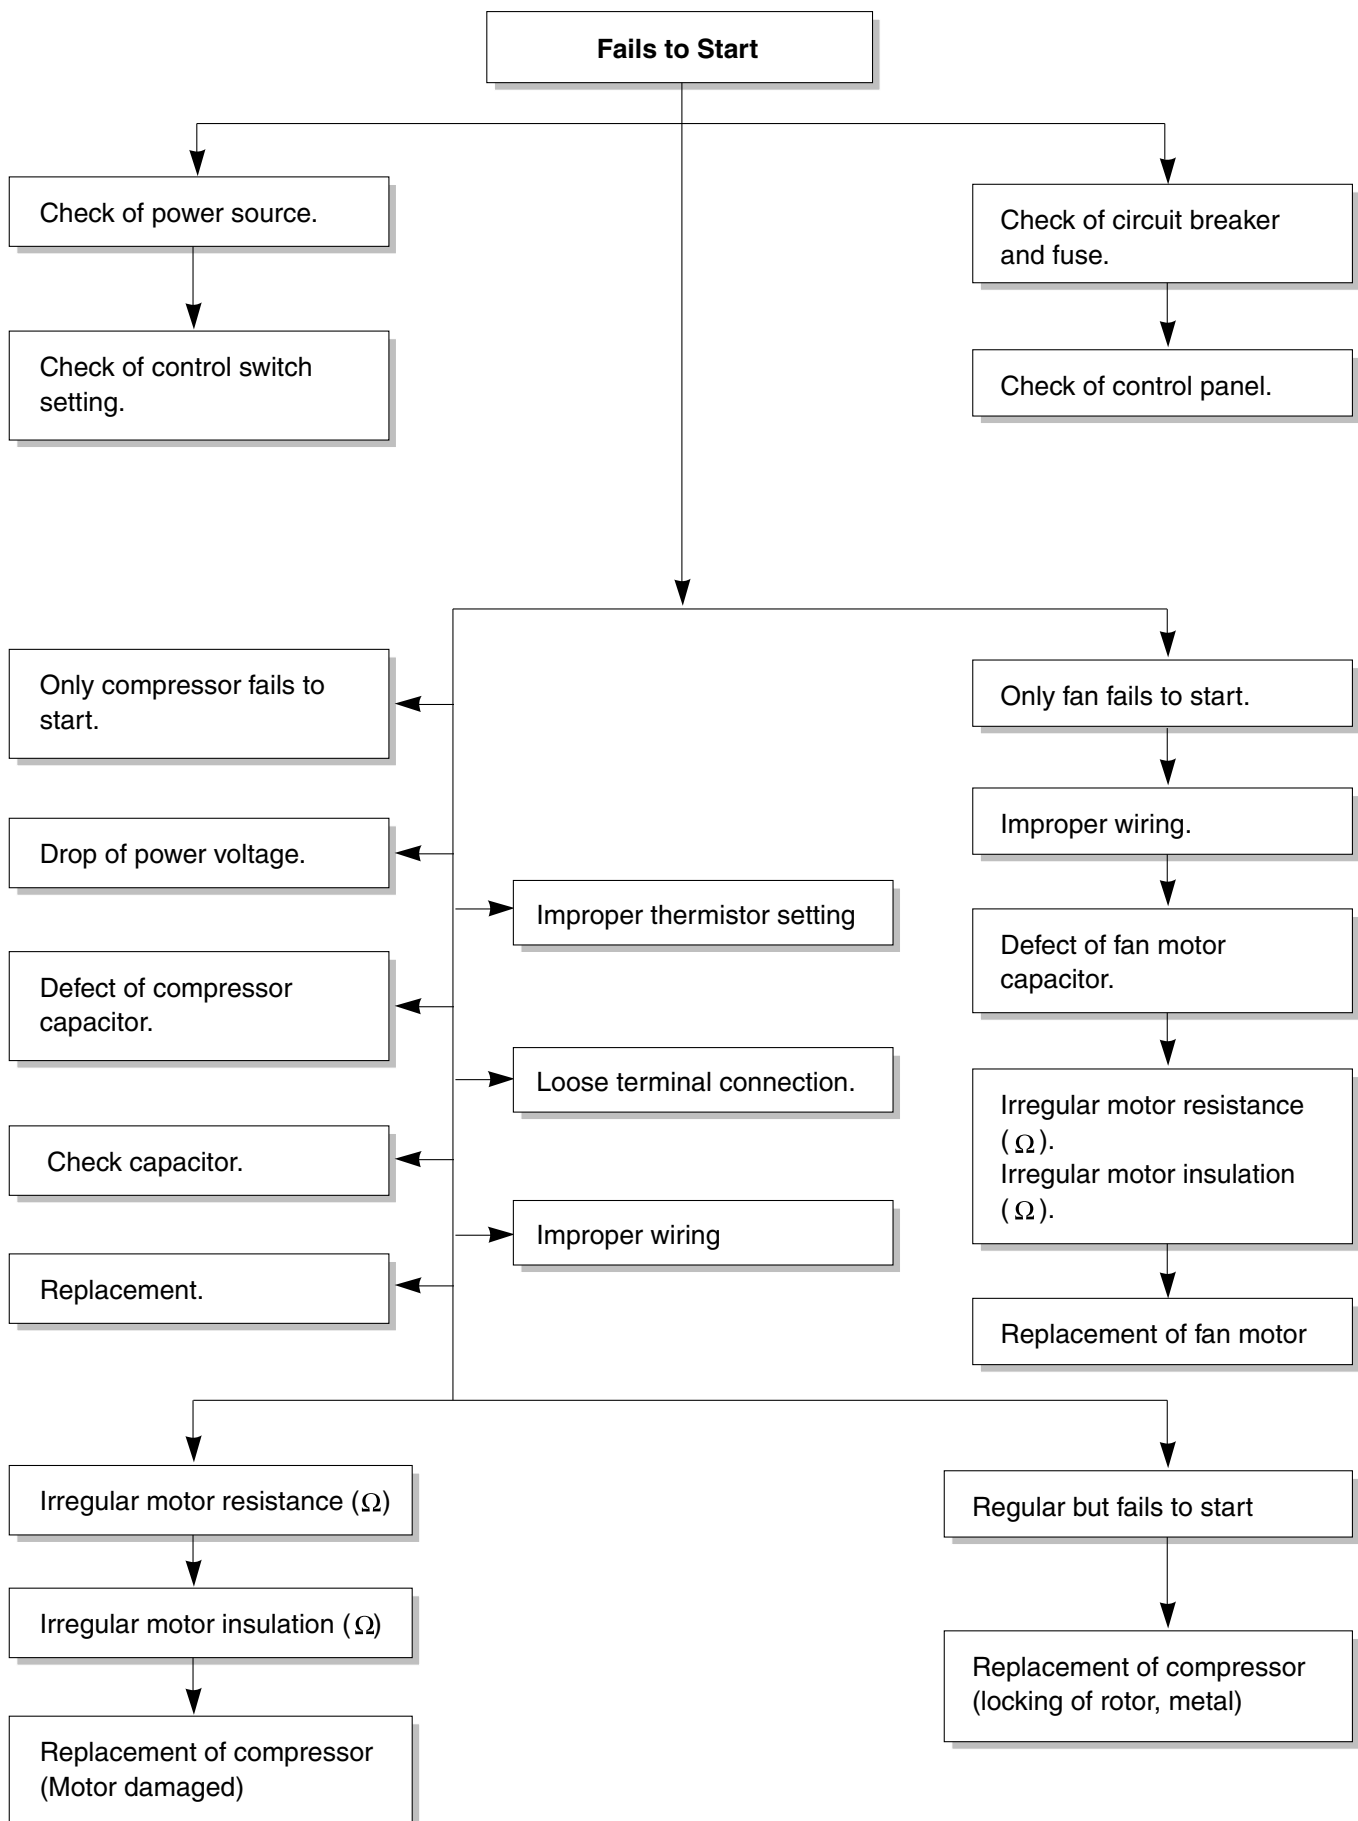 Fails to Start
Check of power source.
Check of circuit breaker
and fuse.
Check of control switch
setting.
Check of control panel.
Only compressor fails to
start.
Only fan fails to start.
Drop of power voltage.
Improper wiring.
Improper thermistor setting
Defect of compressor
capacitor.
Defect of fan motor
capacitor.
Loose terminal connection.
Irregular motor resistance
(Ω).
Irregular motor insulation
(Ω).
Check capacitor.
Improper wiring
Replacement.
Replacement of fan motor
Irregular motor resistance (Ω)
Regular but fails to start
Irregular motor insulation (Ω)
Replacement of compressor
(locking of rotor, metal)
Replacement of compressor
(Motor damaged)